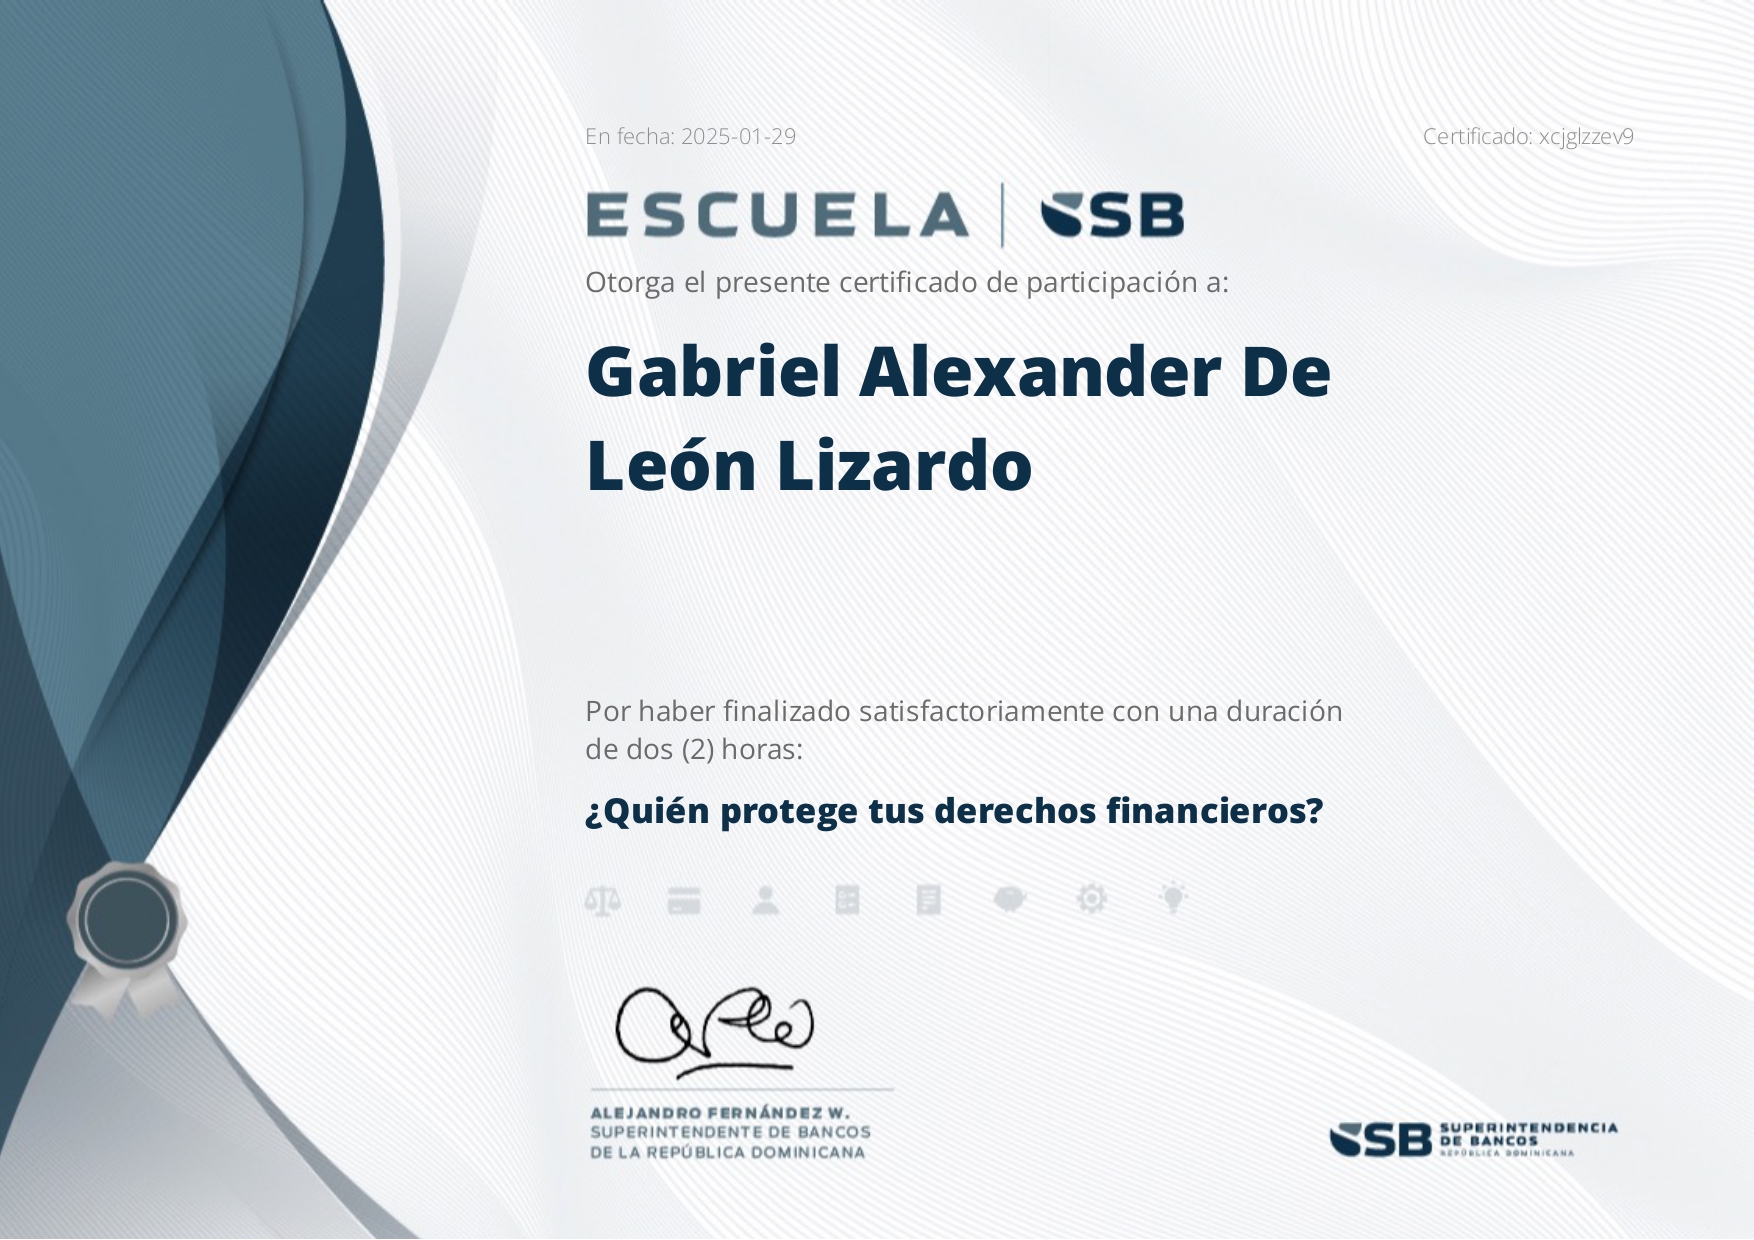 En fecha: 2025-01-29
Certificado: xcjglzzev9
ESCUELA | SB
Otorga el presente certificado de participación a:
Gabriel Alexander De
León Lizardo
Por haber finalizado satisfactoriamente con una duración
de dos (2) horas:
¿Quién protege tus derechos financieros?
ALEJANDRO FERNÁNDEZ W.
SUPERINTENDENTE DE BANCOS
DE LA REPÚBLICA DOMINICANA
SB SUPERINTENDENCIA
DE BANCOS
REPÚBLICA DOMINICANA